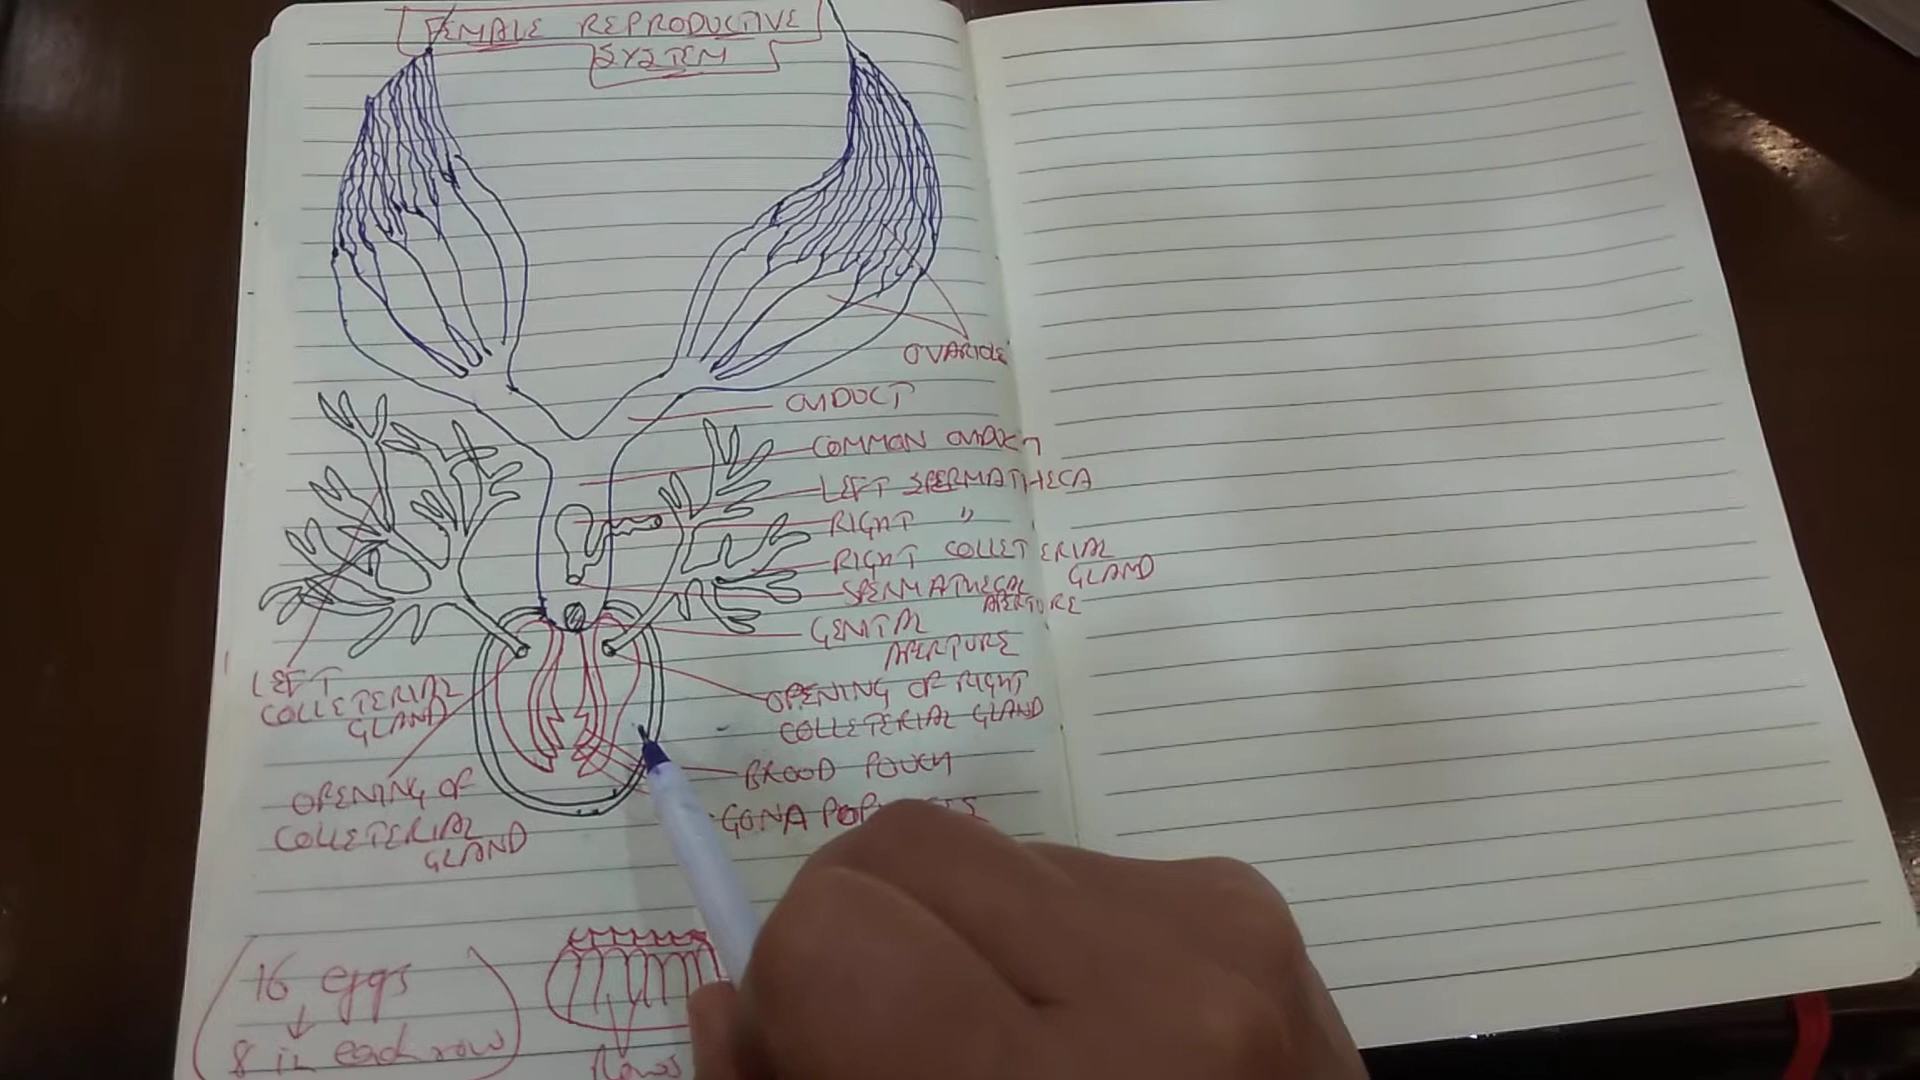 FEMALE REPRODUCTIVE
SYSTEM
OVARIOLE
OVIDUCT
COMMON OVIDUCT
LEFT SPERMATHECA
RIGHT "
RIGHT COLLETERIAL
GLAND
SPERMATHECAL
APERTURE
GENITAL
APERTURE
OPENING OF RIGHT
COLLETERIAL GLAND
BROOD POUCH
LEFT
COLLETERIAL
GLAND
OPENING OF
COLLETERIAL
GLAND
16 eggs
8 in each row
Rows